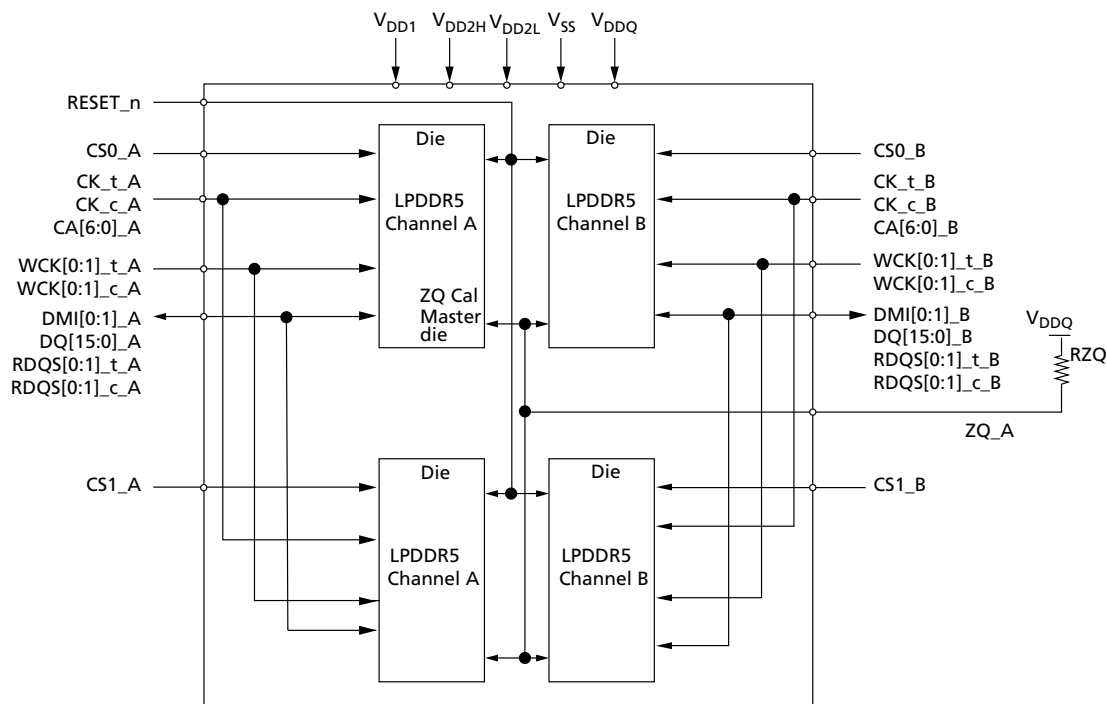 VDD1 VDD2H VDD2L VSS VDDQ
RESET_n
CS0_A
CK_t_A
CK_c_A
CA[6:0]_A
WCK[0:1]_t_A
WCK[0:1]_c_A
DMI[0:1]_A
DQ[15:0]_A
RDQS[0:1]_t_A
RDQS[0:1]_c_A
Die
LPDDR5
Channel A
ZQ Cal
Master
die
Die
LPDDR5
Channel B
CS0_B
CK_t_B
CK_c_B
CA[6:0]_B
WCK[0:1]_t_B
WCK[0:1]_c_B
DMI[0:1]_B
DQ[15:0]_B
RDQS[0:1]_t_B
RDQS[0:1]_c_B
VDDQ
RZQ
ZQ_A
CS1_A
Die
LPDDR5
Channel A
Die
LPDDR5
Channel B
CS1_B